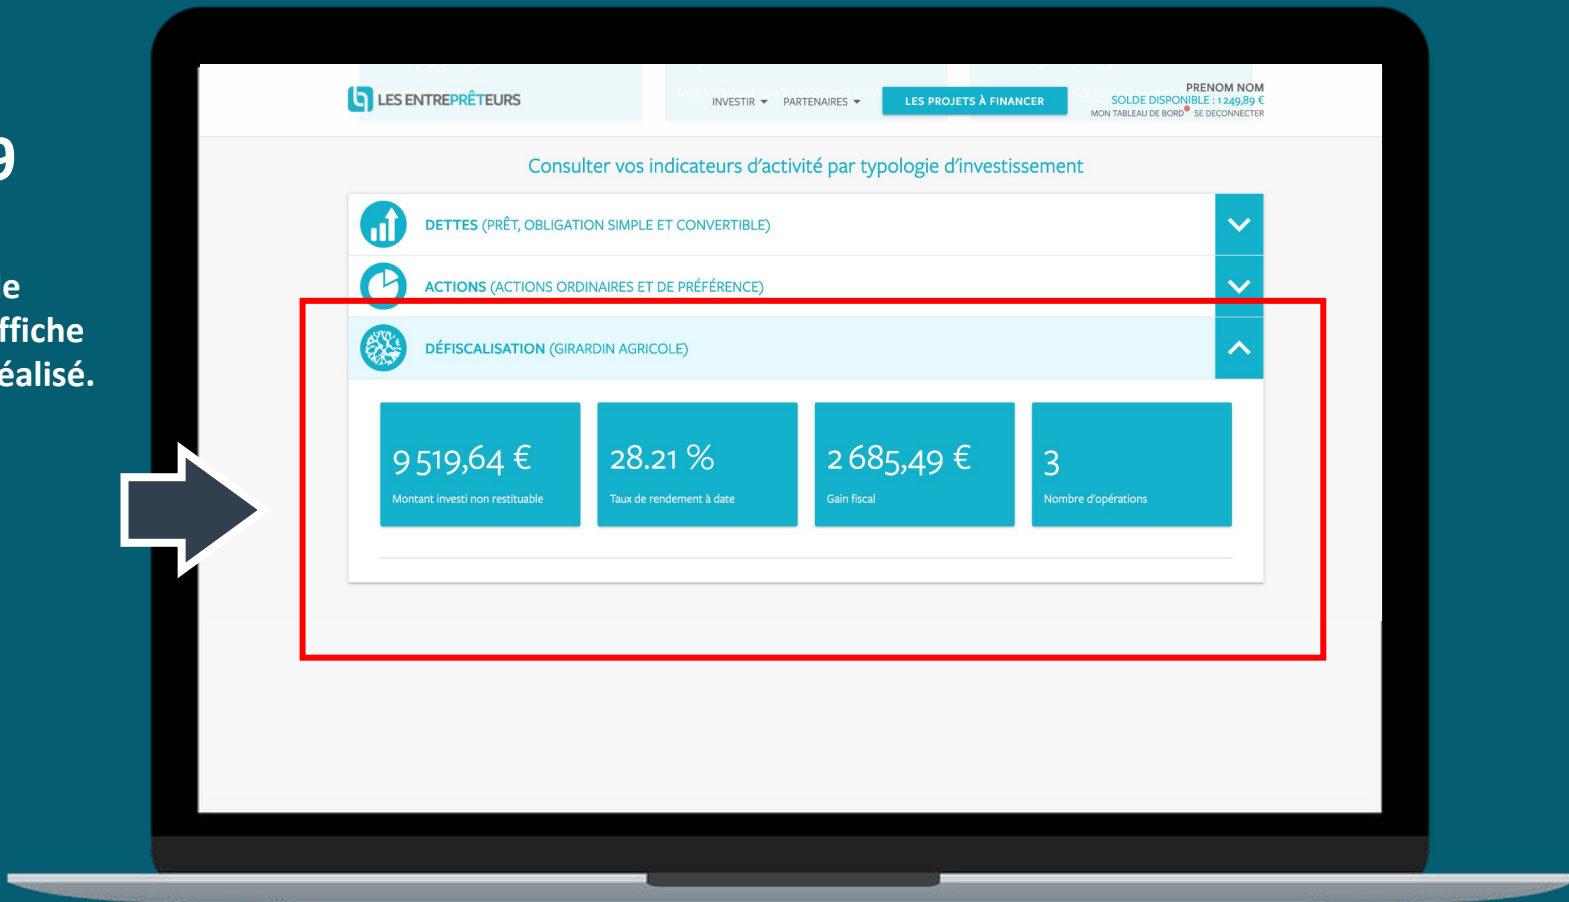 9
le
ffiche
éalisé.
LES ENTREPRÊTEURS
INVESTIR
PARTENAIRES
LES PROJETS À FINANCER
PRENOM NOM
SOLDE DISPONIBLE : 1 249,89 €
MON TABLEAU DE BORD SE DECONNECTER
Consulter vos indicateurs d'activité par typologie d'investissement
DETTES (PRÊT, OBLIGATION SIMPLE ET CONVERTIBLE)
ACTIONS (ACTIONS ORDINAIRES ET DE PRÉFÉRENCE)
DÉFISCALISATION (GIRARDIN AGRICOLE)
9 519,64 €
Montant investi non restituable
28.21 %
Taux de rendement à date
2 685,49 €
Gain fiscal
3
Nombre d'opérations